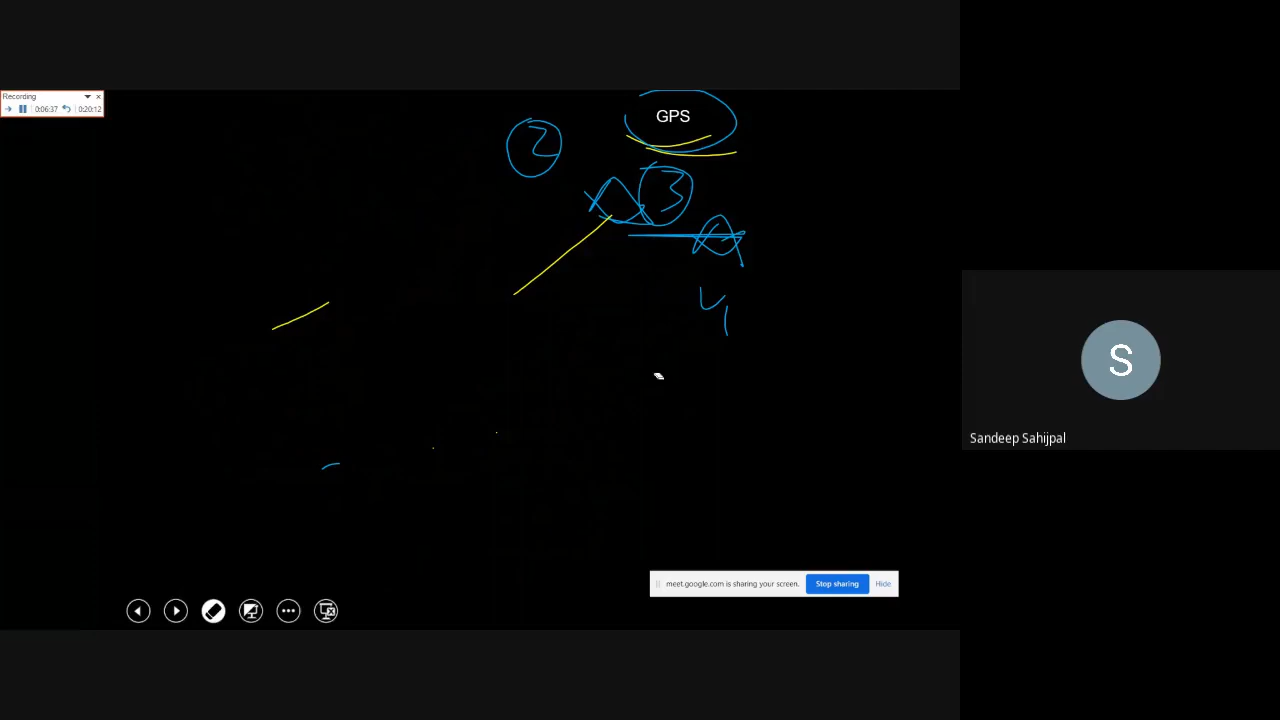 Recording
0:06:37 0:20:12
GPS
2
3
4
S
Sandeep Sahijpal
meet.google.com is sharing your screen. Stop sharing Hide